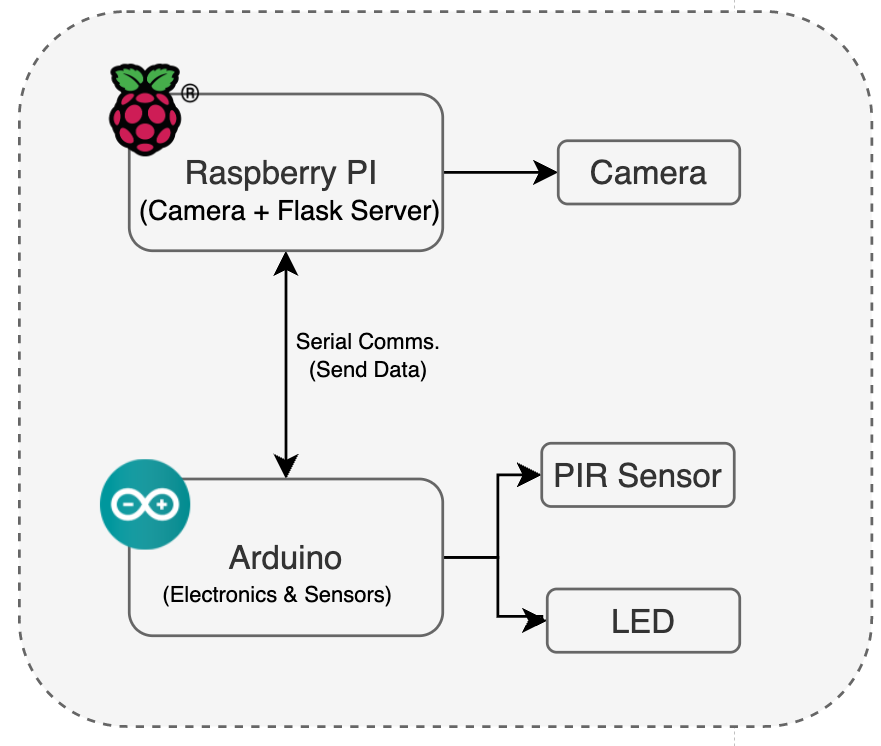 ®
Raspberry PI
(Camera + Flask Server)
Camera
Serial Comms.
(Send Data)
PIR Sensor
Arduino
(Electronics & Sensors)
LED